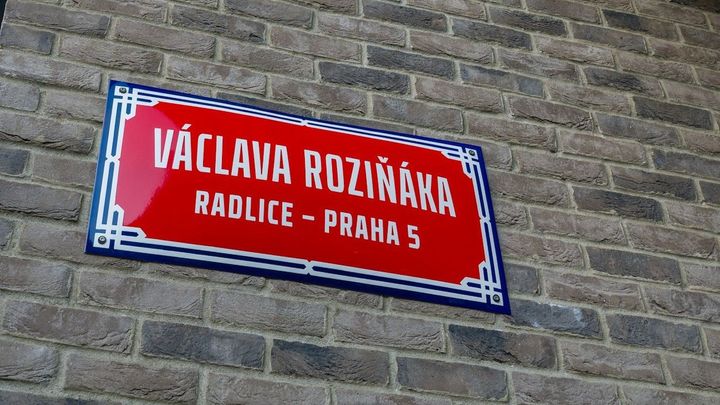 VÁCLAVA ROZIŇÁKA
RADLICE – PRAHA 5